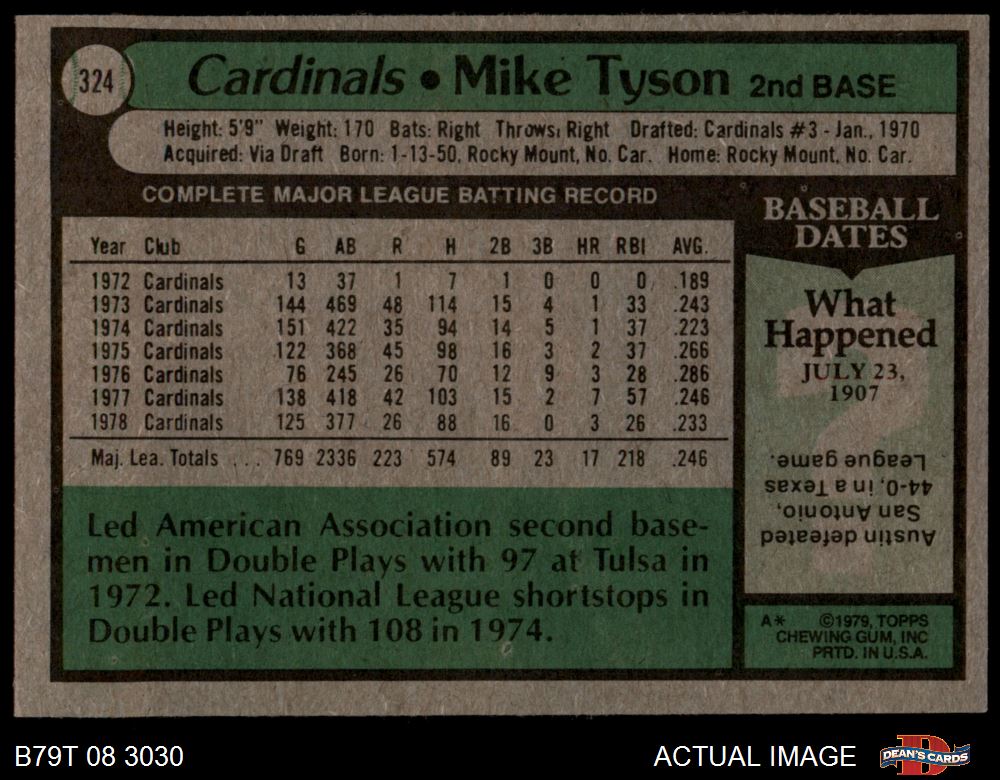 324
Cardinals • Mike Tyson 2nd BASE
Height: 5'9" Weight: 170 Bats: Right Throws: Right Drafted: Cardinals #3 - Jan., 1970
Acquired: Via Draft Born: 1-13-50, Rocky Mount, No. Car. Home: Rocky Mount, No. Car.
COMPLETE MAJOR LEAGUE BATTING RECORD
Year Club G AB R H 2B 3B HR RBI AVG.
1972 Cardinals 13 37 1 7 1 0 0 0 .189
1973 Cardinals 144 469 48 114 15 4 1 33 .243
1974 Cardinals 151 422 35 94 14 5 1 37 .223
1975 Cardinals 122 368 45 98 16 3 2 37 .266
1976 Cardinals 76 245 26 70 12 9 3 28 .286
1977 Cardinals 138 418 42 103 15 2 7 57 .246
1978 Cardinals 125 377 26 88 16 0 3 26 .233
Maj. Lea. Totals ... 769 2336 223 574 89 23 17 218 .246
Led American Association second base-
men in Double Plays with 97 at Tulsa in
1972. Led National League shortstops in
Double Plays with 108 in 1974.
BASEBALL
DATES
What
Happened
JULY 23,
1907
Austin defeated
San Antonio,
44-0, in a Texas
League game.
A* ©1979, TOPPS
CHEWING GUM, INC
PRTD. IN U.S.A.
B79T 08 3030
ACTUAL IMAGE
DEAN'S CARDS